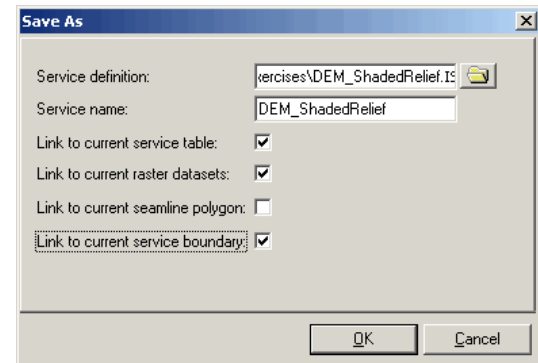 Save As
Service definition: xercises\DEM_ShadedRelief.IS
Service name: DEM_ShadedRelief
Link to current service table:
Link to current raster datasets:
Link to current seamline polygon:
Link to current service boundary:
OK Cancel